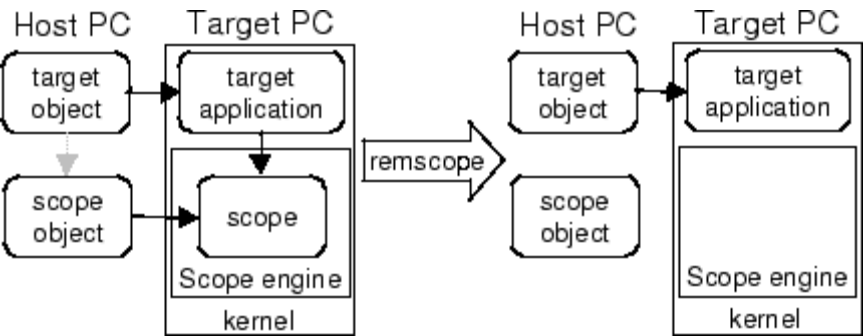 Host PC
Target PC
target
object
target
application
scope
object
scope
Scope engine
kernel
remscope
Host PC
Target PC
target
object
target
application
scope
object
Scope engine
kernel